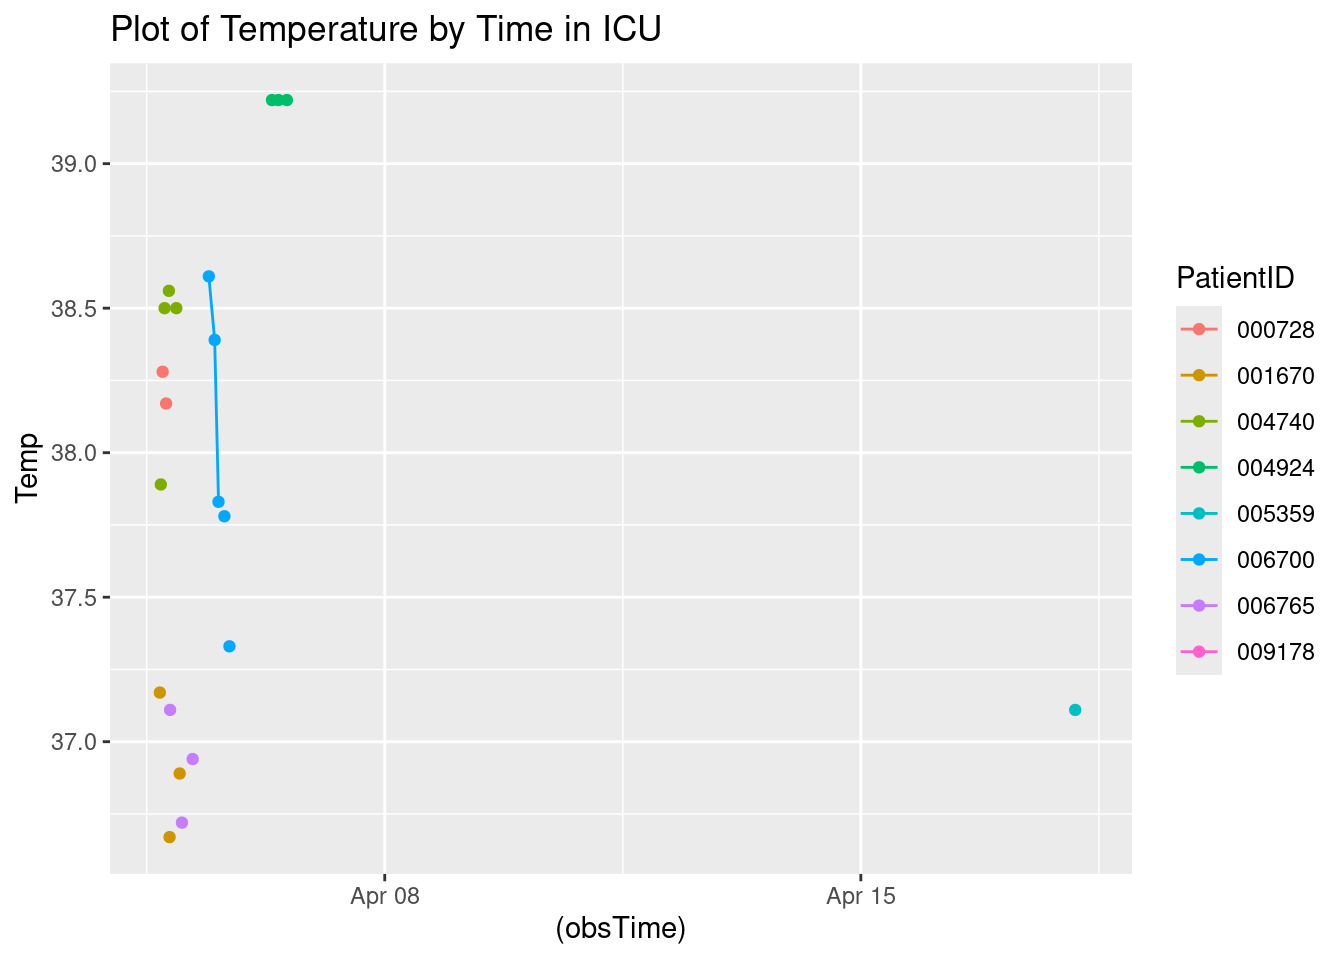 Plot of Temperature by Time in ICU
39.0
38.5
38.0
37.5
37.0
Temp
Apr 08
Apr 15
(obsTime)
PatientID
000728
001670
004740
004924
005359
006700
006765
009178